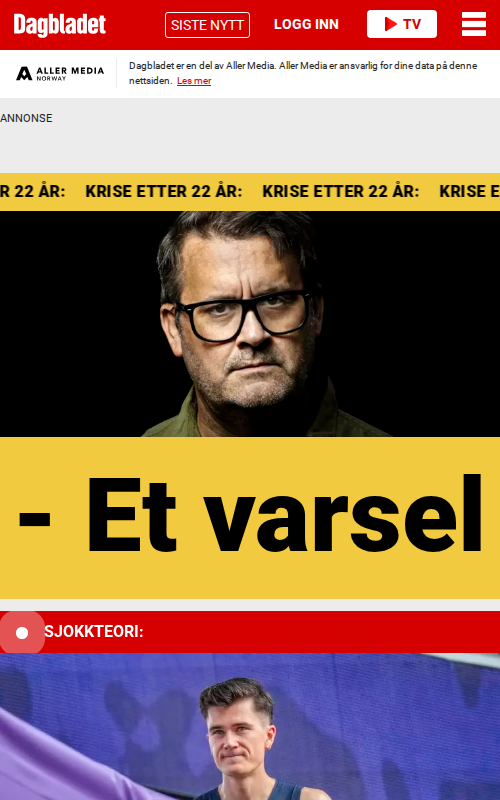 Dagbladet
SISTE NYTT
LOGG INN
TV
ALLER MEDIA
NORWAY
Dagbladet er en del av Aller Media. Aller Media er ansvarlig for dine data på denne
nettsiden. Les mer
ANNONSE
R 22 ÅR: KRISE ETTER 22 ÅR: KRISE ETTER 22 ÅR: KRISE E
- Et varsel
SJOKKTEORI: